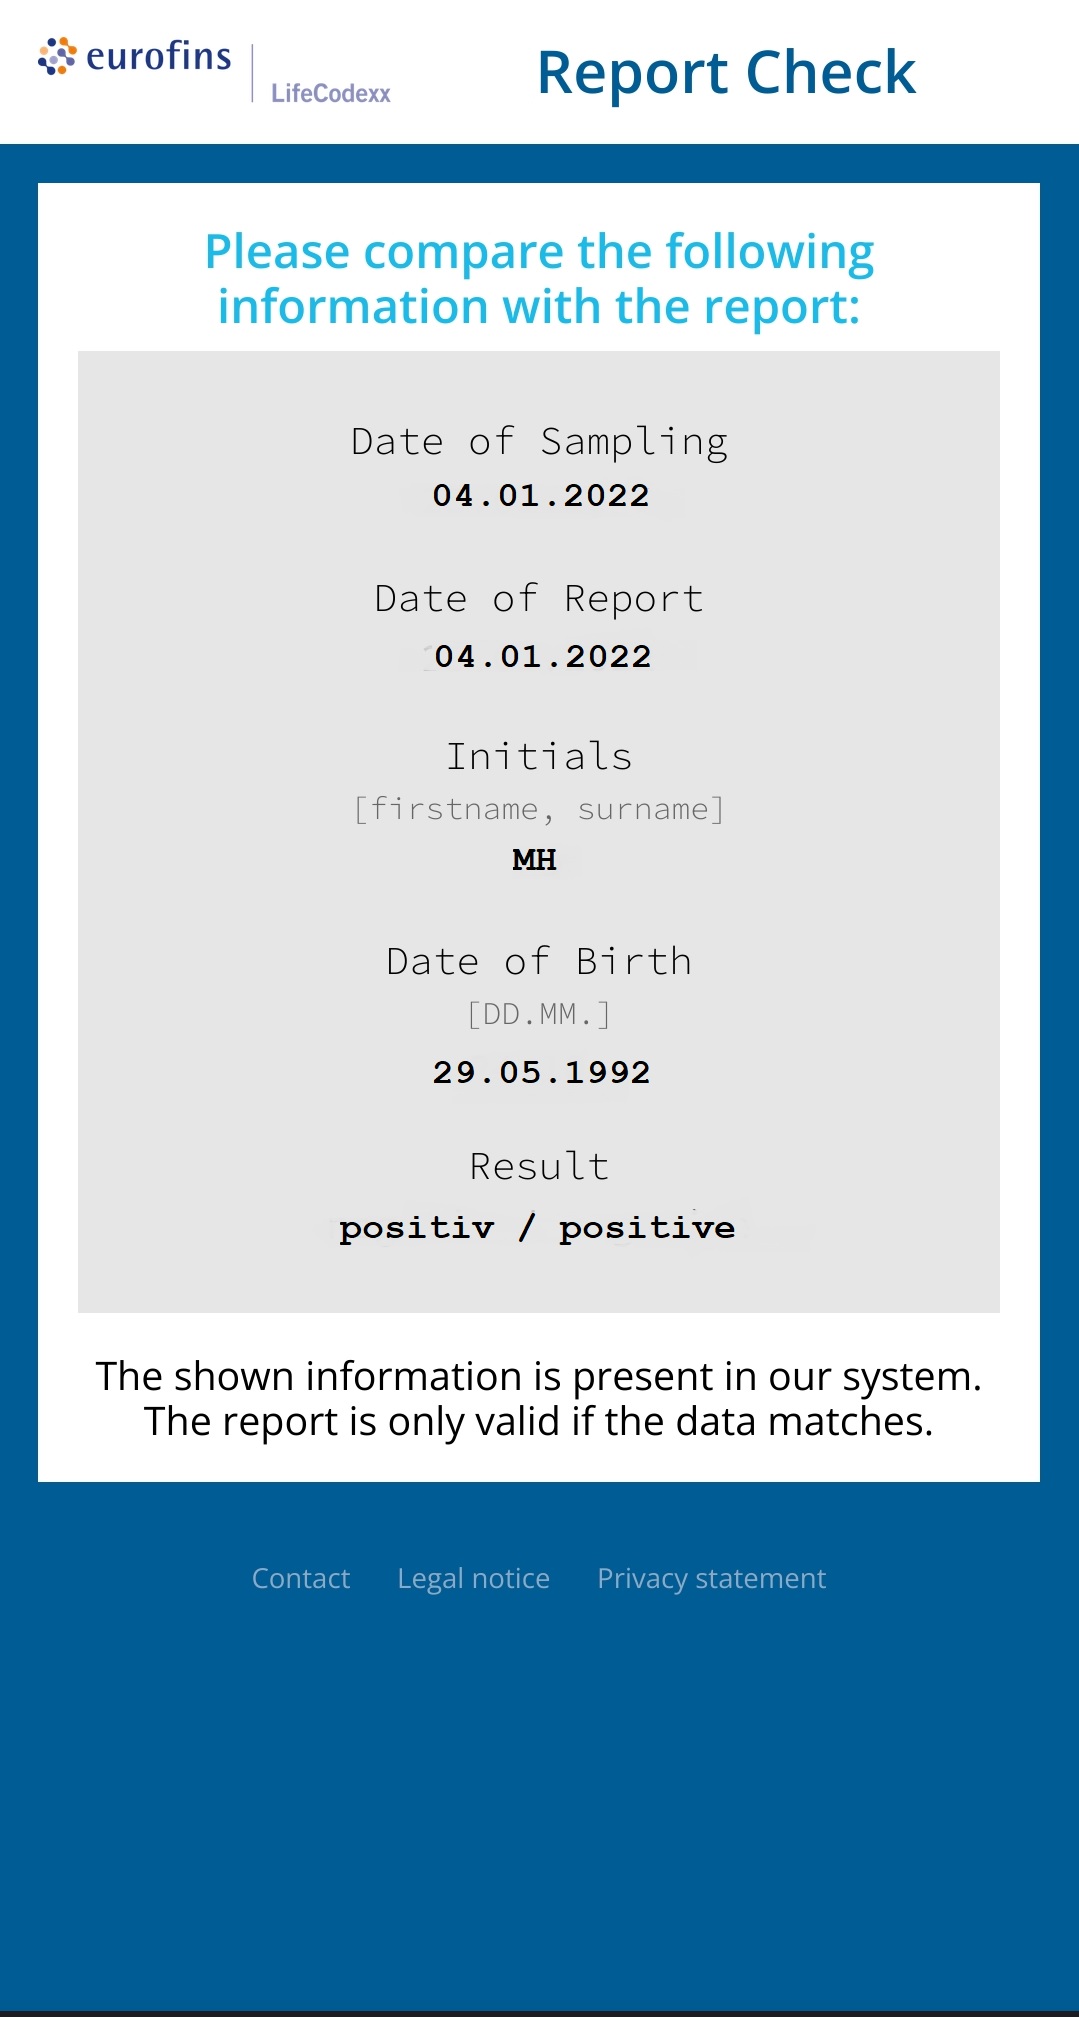 eurofins
LifeCodexx
Report Check
Please compare the following
information with the report:
Date of Sampling
04.01.2022
Date of Report
04.01.2022
Initials
[firstname, surname]
MH
Date of Birth
[DD.MM.]
29.05.1992
Result
positiv / positive
The shown information is present in our system.
The report is only valid if the data matches.
Contact Legal notice Privacy statement